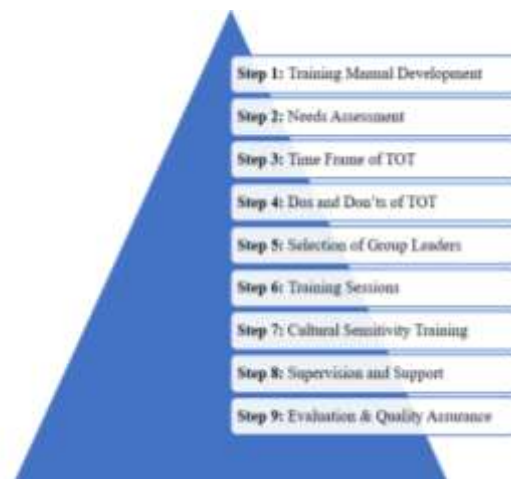 Step 1: Training Manual Development
Step 2: Needs Assessment
Step 3: Time Frame of TOT
Step 4: Dos and Don'ts of TOT
Step 5: Selection of Group Leaders
Step 6: Training Sessions
Step 7: Cultural Sensitivity Training
Step 8: Supervision and Support
Step 9: Evaluation & Quality Assurance